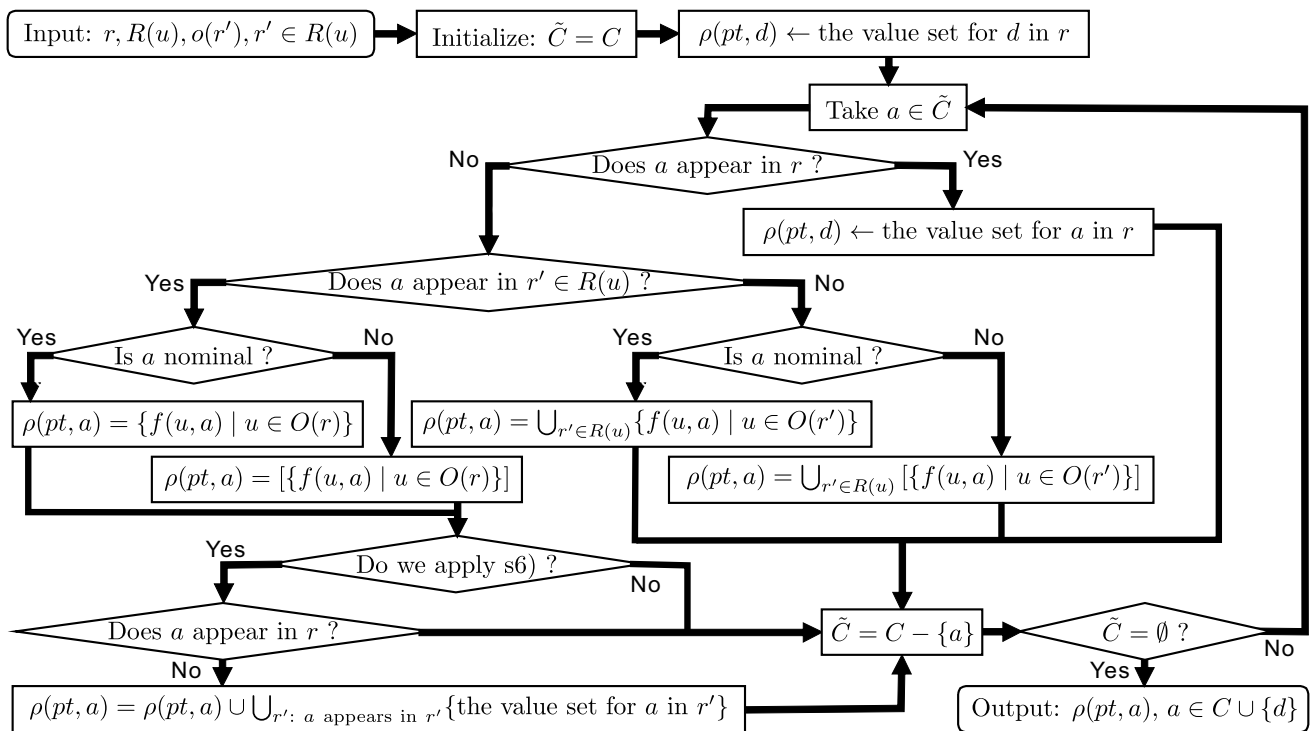 Input: r, R(u), o(r′), r′ ∈ R(u)
Initialize: C̃ = C
ρ(pt, d) ← the value set for d in r
Take a ∈ C̃
Does a appear in r ?
No
Yes
ρ(pt, d) ← the value set for a in r
Does a appear in r′ ∈ R(u) ?
Yes
No
Is a nominal ?
Yes
No
Is a nominal ?
Yes
No
ρ(pt, a) = {f(u, a) | u ∈ O(r)}
ρ(pt, a) = ⋃_{r′∈R(u)}{f(u, a) | u ∈ O(r′)}
ρ(pt, a) = [{f(u, a) | u ∈ O(r)}]
ρ(pt, a) = ⋃_{r′∈R(u)} [{f(u, a) | u ∈ O(r′)}]
Do we apply s6) ?
Yes
No
Does a appear in r ?
No
C̃ = C − {a}
C̃ = ∅ ?
No
Yes
ρ(pt, a) = ρ(pt, a) ∪ ⋃_{r′: a appears in r′}{the value set for a in r′}
Output: ρ(pt, a), a ∈ C ∪ {d}